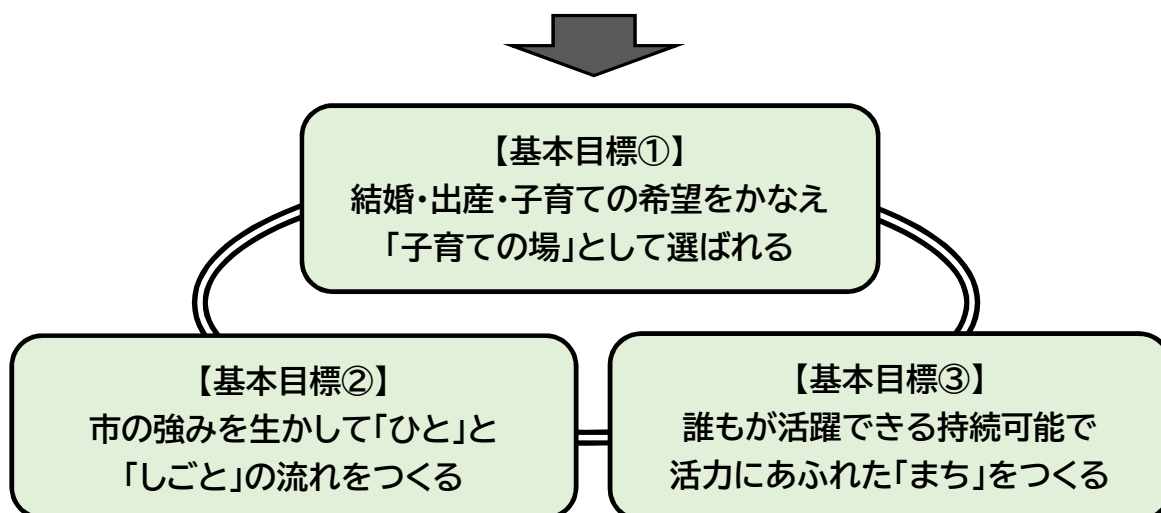 【基本目標①】
結婚・出産・子育ての希望をかなえ
「子育ての場」として選ばれる
【基本目標②】
市の強みを生かして「ひと」と
「しごと」の流れをつくる
【基本目標③】
誰もが活躍できる持続可能で
活力にあふれた「まち」をつくる